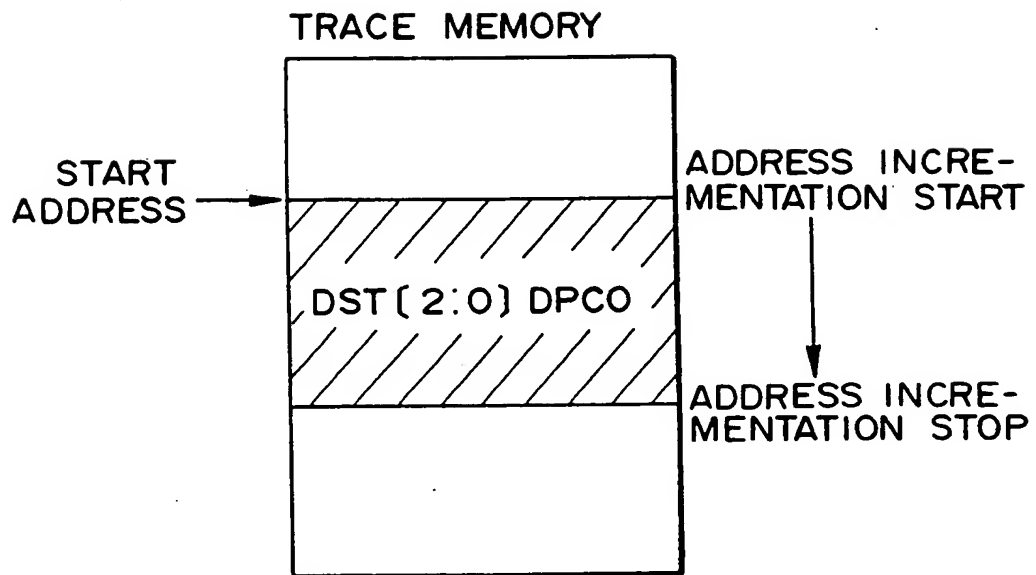 TRACE MEMORY
START
ADDRESS
ADDRESS INCRE-
MENTATION START
DST[2:0] DPCO
ADDRESS INCRE-
MENTATION STOP